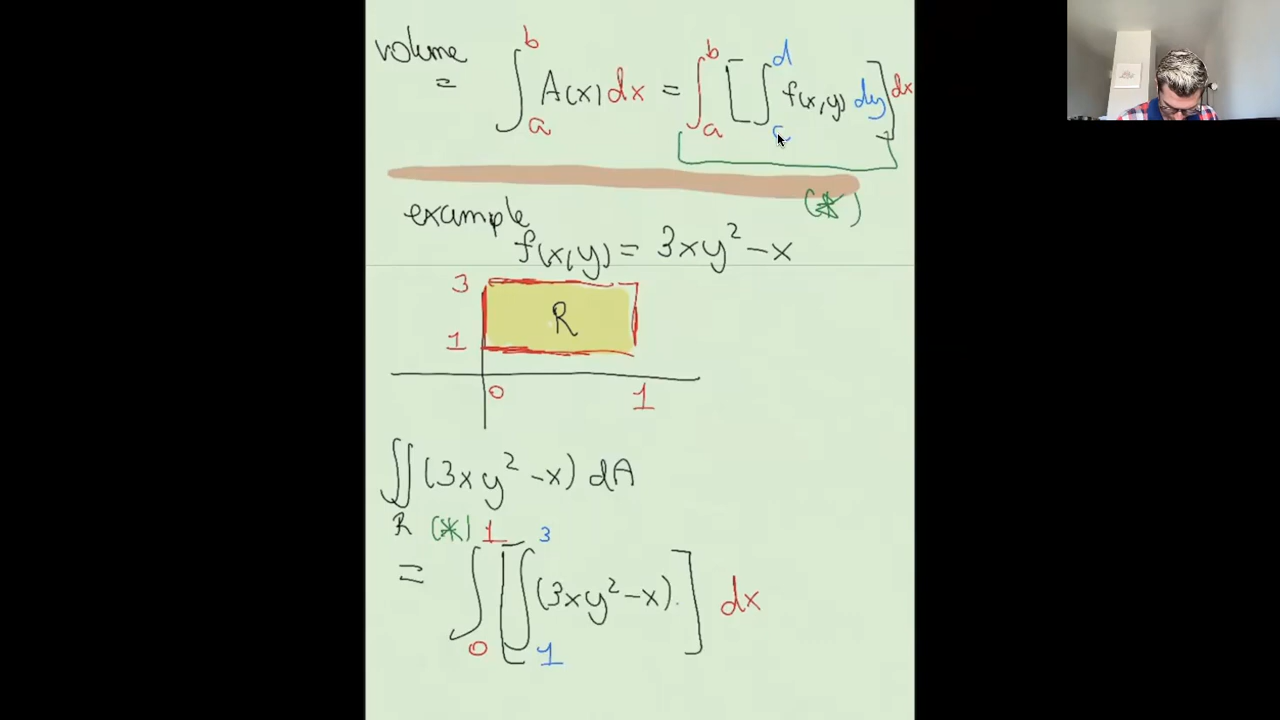 volume = ∫_a^b A(x) dx = ∫_a^b [ ∫_c^d f(x,y) dy ] dx
(*)
example
f(x,y) = 3xy² - x
3
R
1
0 1
∬_R (3xy² - x) dA
(*)
= ∫_0^1 [ ∫_1^3 (3xy² - x) ] dx